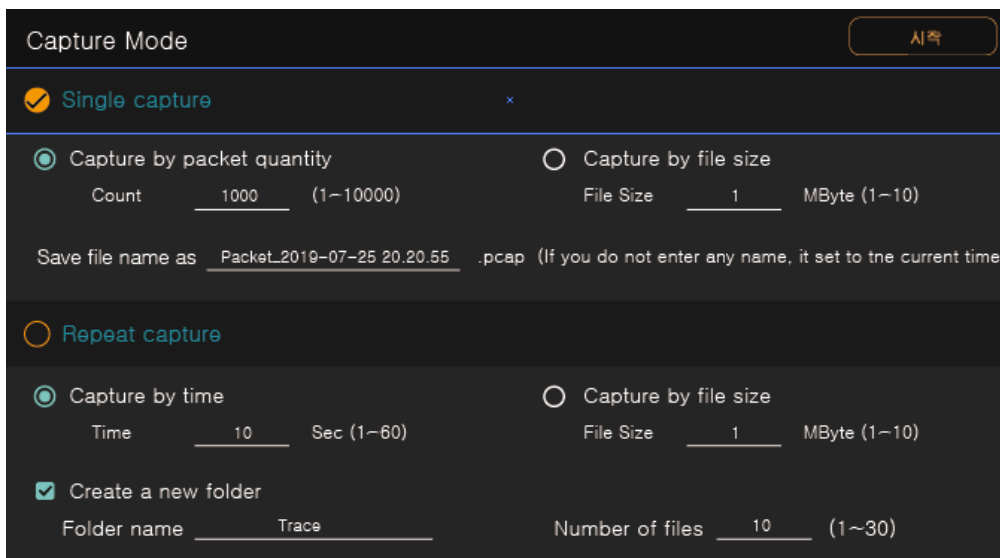 Capture Mode 시작
Single capture ×
Capture by packet quantity Capture by file size
Count 1000 (1~10000) File Size 1 MByte (1~10)
Save file name as Packet_2019-07-25 20.20.55 .pcap (If you do not enter any name, it set to tne current time
Repeat capture
Capture by time Capture by file size
Time 10 Sec (1~60) File Size 1 MByte (1~10)
Create a new folder
Folder name Trace Number of files 10 (1~30)